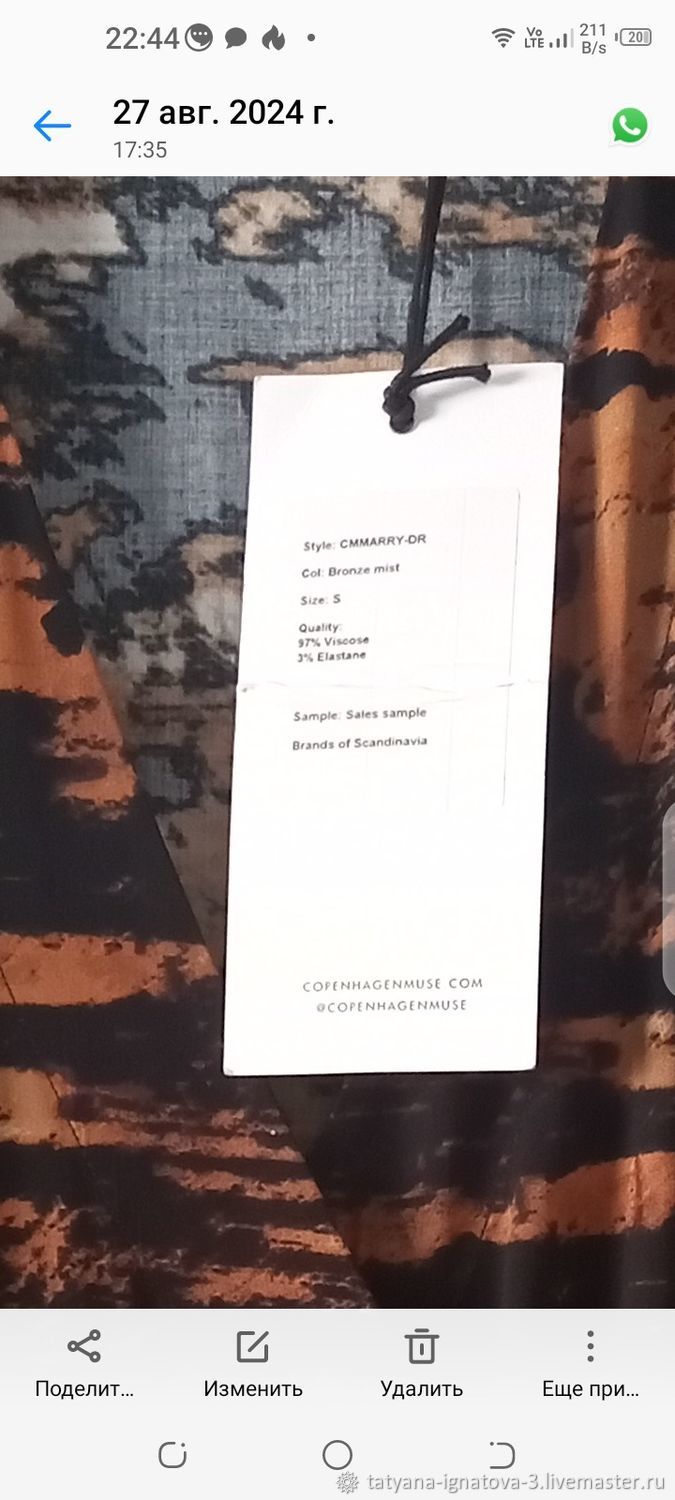 22:44
Vo
LTE
211
B/s
20
27 авг. 2024 г.
17:35
Style: CMMARRY-DR
Col: Bronze mist
Size: S
Quality:
97% Viscose
3% Elastane
Sample: Sales sample
Brands of Scandinavia
COPENHAGENMUSE COM
@COPENHAGENMUSE
Поделит...
Изменить
Удалить
Еще при...
tatyana-ignatova-3.livemaster.ru